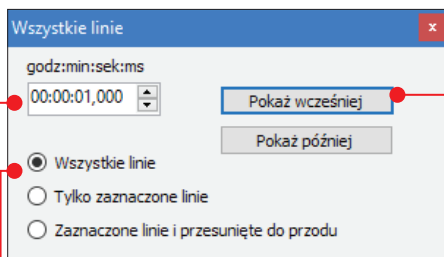 Wszystkie linie
x
godz:min:sek:ms
00:00:01,000
Pokaż wcześniej
Pokaż później
Wszystkie linie
Tylko zaznaczone linie
Zaznaczone linie i przesunięte do przodu